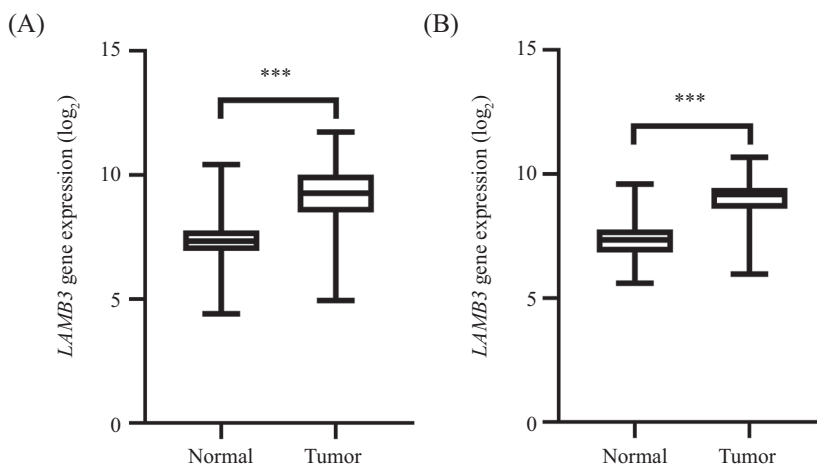 (A)
15
10
5
0
LAMB3 gene expression (log₂)
***
Normal Tumor
(B)
15
10
5
0
LAMB3 gene expression (log₂)
***
Normal Tumor